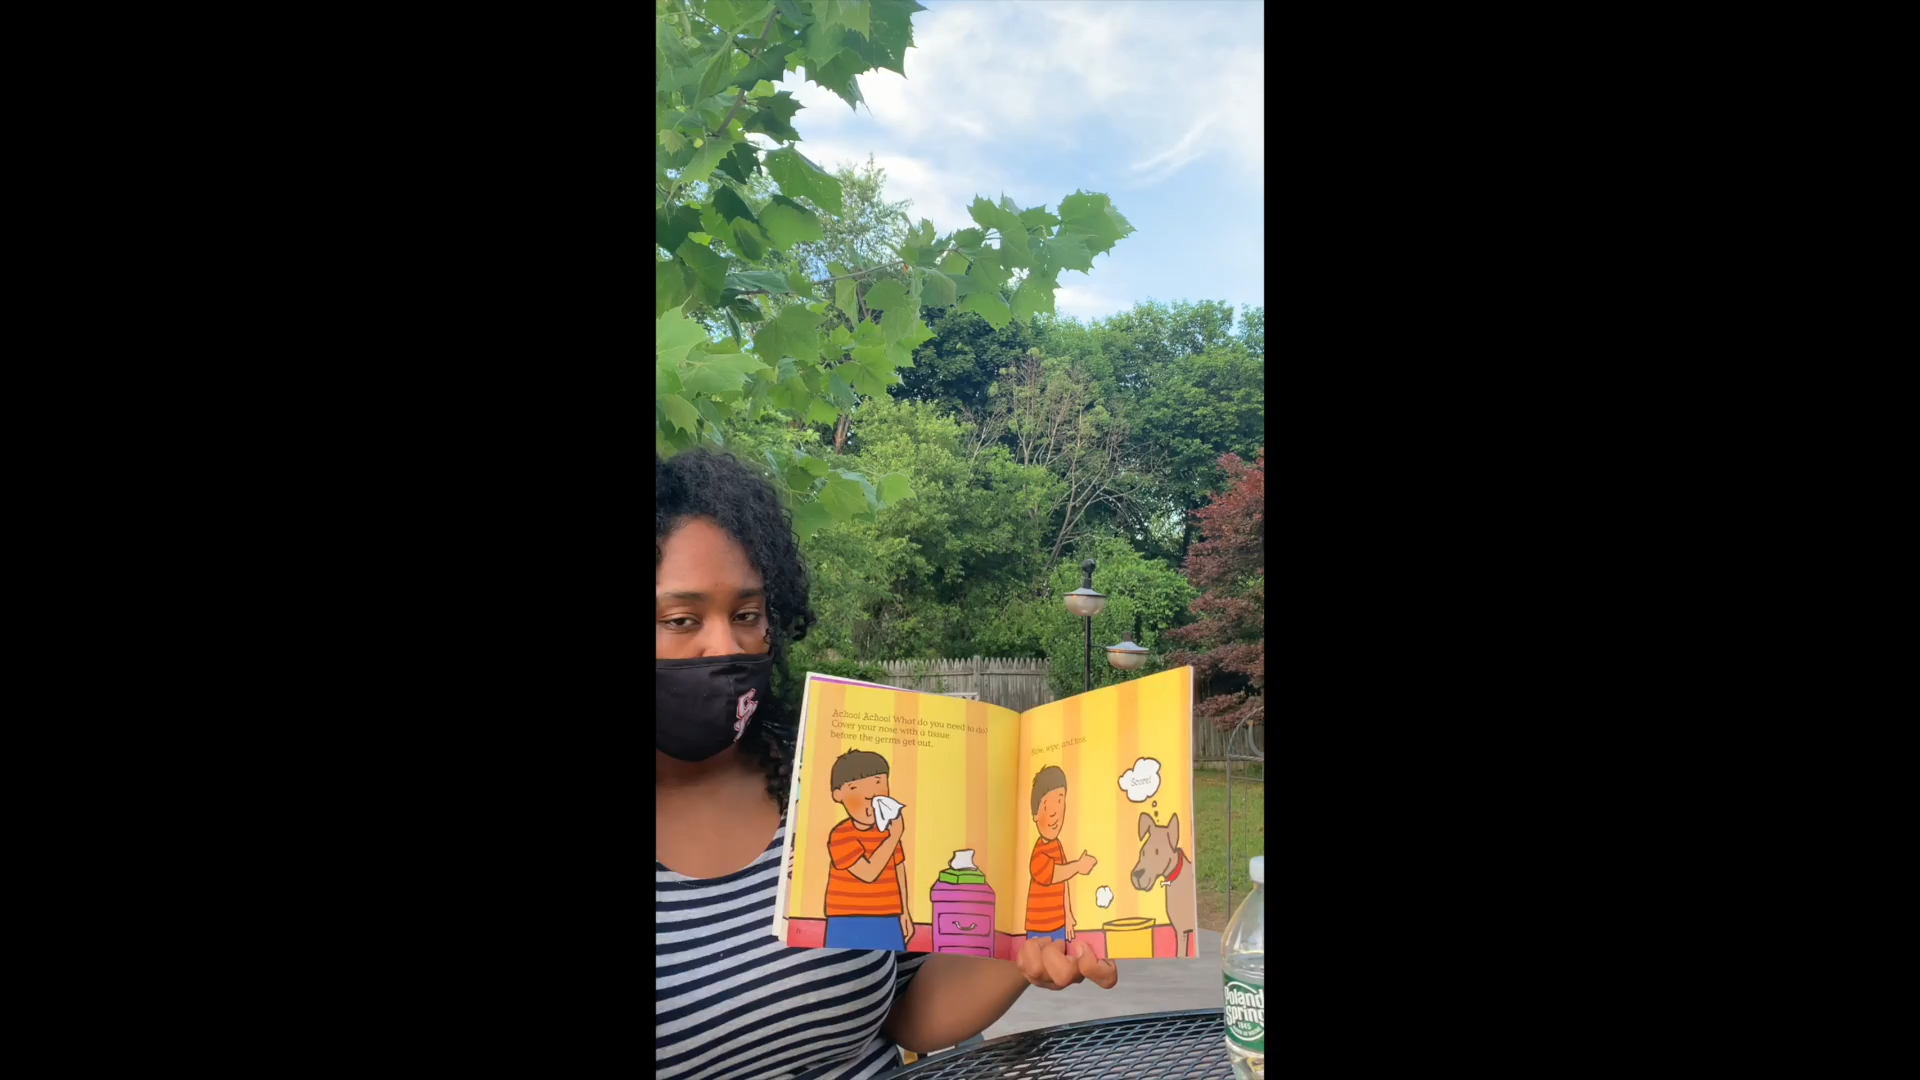 Achoo! Achoo! What do you need to do?
Cover your nose with a tissue
before the germs get out.
Blow, wipe, and toss.
Score!
Poland
Spring
1845